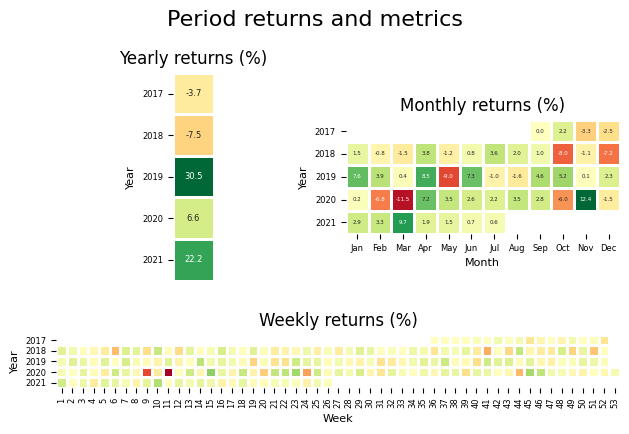 Period returns and metrics
Yearly returns (%)
Year
2017 -3.7
2018 -7.5
2019 30.5
2020 6.6
2021 22.2
Monthly returns (%)
Year
2017 0.0 2.2 -3.3 -2.5
2018 1.5 -0.8 -1.5 3.8 -1.2 0.8 3.6 2.0 1.0 -8.0 -1.1 -7.2
2019 7.6 3.9 0.4 8.5 -9.0 7.3 -1.0 -1.6 4.6 5.2 0.1 2.3
2020 0.2 -6.8 -11.5 7.2 3.5 2.6 2.2 3.5 2.8 -6.0 12.4 -1.5
2021 2.9 3.3 9.7 1.9 1.5 0.7 0.6
Jan Feb Mar Apr May Jun Jul Aug Sep Oct Nov Dec
Month
Weekly returns (%)
Year
2017
2018
2019
2020
2021
1 2 3 4 5 6 7 8 9 10 11 12 13 14 15 16 17 18 19 20 21 22 23 24 25 26 27 28 29 30 31 32 33 34 35 36 37 38 39 40 41 42 43 44 45 46 47 48 49 50 51 52 53
Week